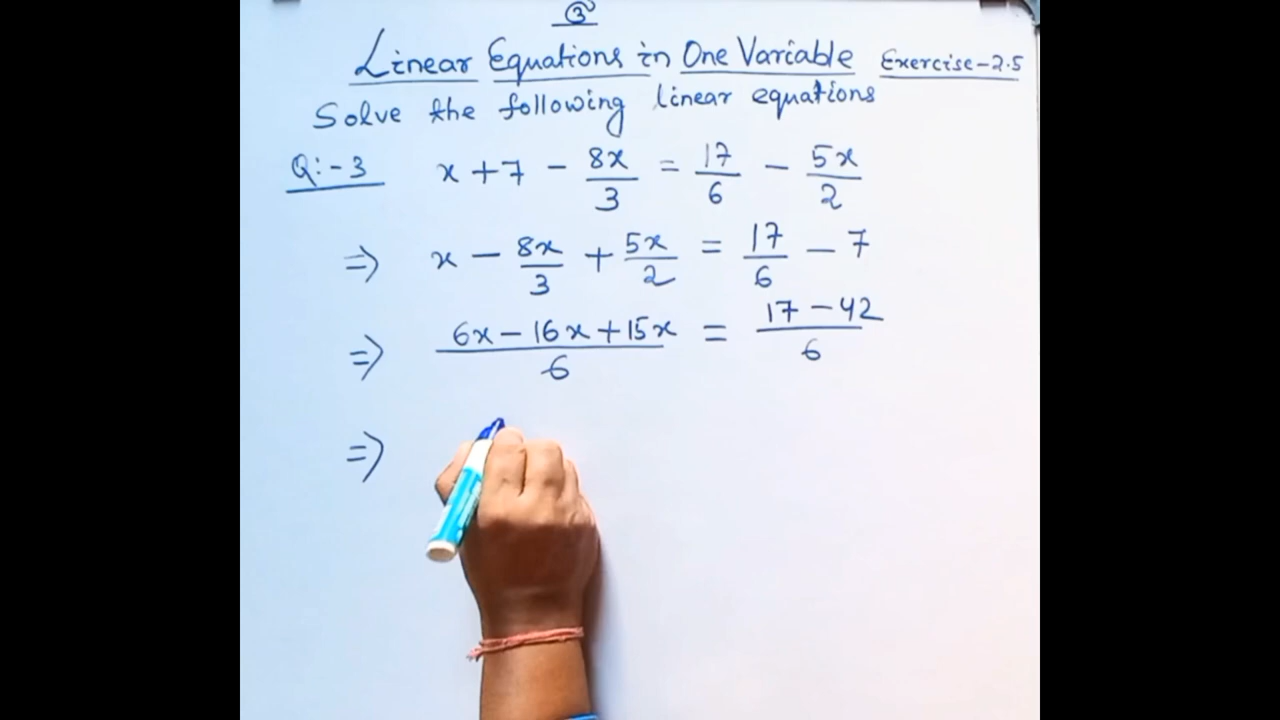 3
Linear Equations in One Variable Exercise-2.5
Solve the following linear equations
Q:-3 x + 7 - 8x/3 = 17/6 - 5x/2
=> x - 8x/3 + 5x/2 = 17/6 - 7
=> (6x - 16x + 15x)/6 = (17 - 42)/6
=>